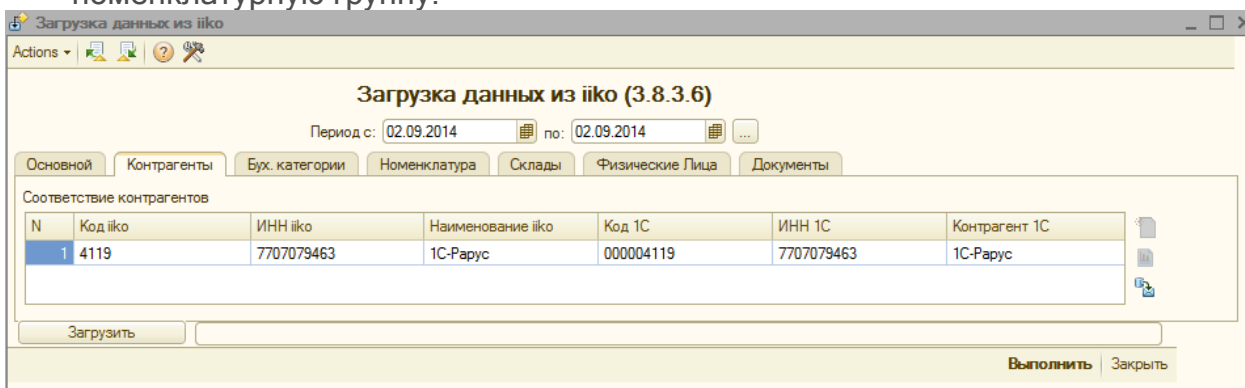 номенклатурную группу.
Загрузка данных из iiko
Actions
Загрузка данных из iiko (3.8.3.6)
Период с: 02.09.2014 по: 02.09.2014 ...
Основной Контрагенты Бух. категории Номенклатура Склады Физические Лица Документы
Соответствие контрагентов
N Код iiko ИНН iiko Наименование iiko Код 1С ИНН 1С Контрагент 1С
1 4119 7707079463 1С-Рарус 000004119 7707079463 1С-Рарус
Загрузить
Выполнить Закрыть